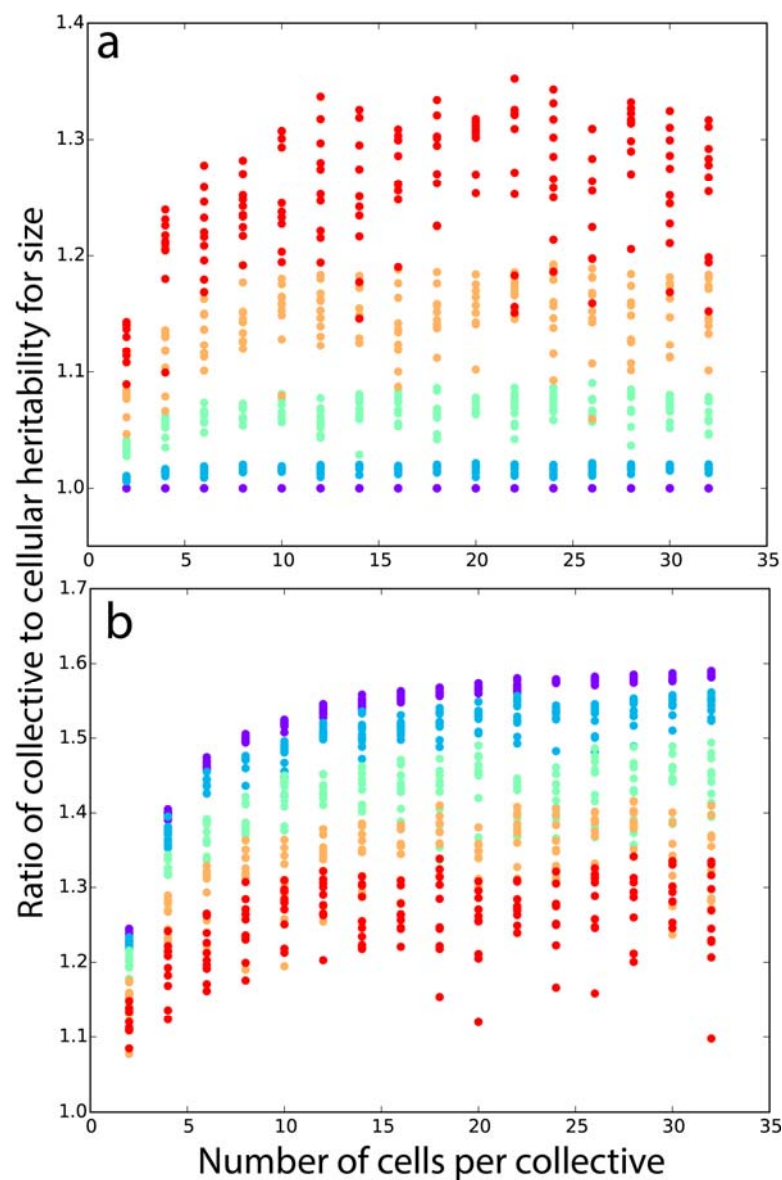 Ratio of collective to cellular heritability for size
a
1.4
1.3
1.2
1.1
1.0
0 5 10 15 20 25 30 35
b
1.7
1.6
1.5
1.4
1.3
1.2
1.1
1.0
0 5 10 15 20 25 30 35
Number of cells per collective